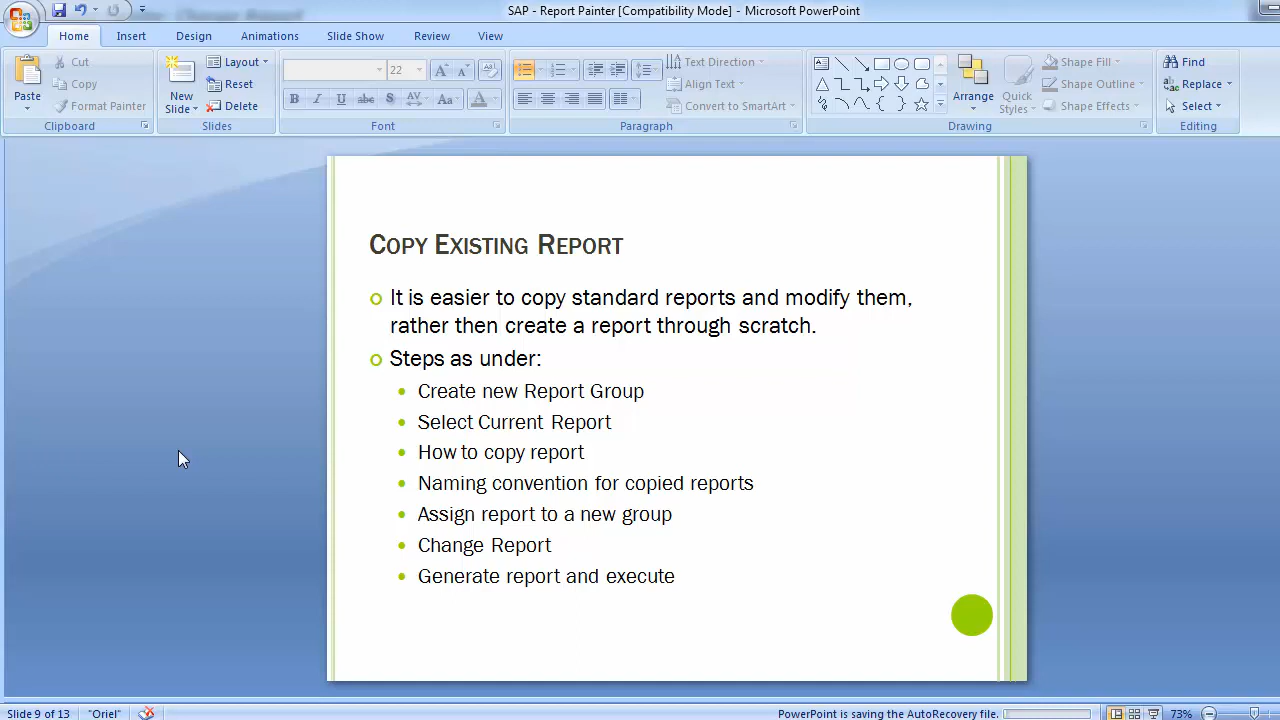 SAP - Report Painter [Compatibility Mode] - Microsoft PowerPoint
Home Insert Design Animations Slide Show Review View
Paste
Cut
Copy
Format Painter
Clipboard
New Slide
Layout
Reset
Delete
Slides
22
Font
Text Direction
Align Text
Convert to SmartArt
Paragraph
Arrange
Quick Styles
Shape Fill
Shape Outline
Shape Effects
Drawing
Find
Replace
Select
Editing
COPY EXISTING REPORT
It is easier to copy standard reports and modify them,
rather then create a report through scratch.
Steps as under:
Create new Report Group
Select Current Report
How to copy report
Naming convention for copied reports
Assign report to a new group
Change Report
Generate report and execute
Slide 9 of 13 "Oriel" PowerPoint is saving the AutoRecovery file. 73%